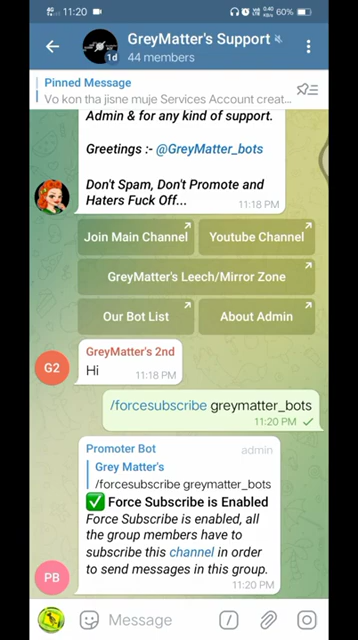 11:20
0.40
KB/s
60%
GreyMatter's Support
1d
44 members
Pinned Message
Vo kon tha jisne muje Services Account creat...
Admin & for any kind of support.
Greetings :- @GreyMatter_bots
Don't Spam, Don't Promote and
Haters Fuck Off...
11:18 PM
Join Main Channel
Youtube Channel
GreyMatter's Leech/Mirror Zone
Our Bot List
About Admin
GreyMatter's 2nd
G2
Hi
11:18 PM
/forcesubscribe greymatter_bots
11:20 PM
Promoter Bot
admin
Grey Matter's
/forcesubscribe greymatter_bots
✅ Force Subscribe is Enabled
Force Subscribe is enabled, all
the group members have to
subscribe this channel in order
to send messages in this group.
PB
11:20 PM
Message